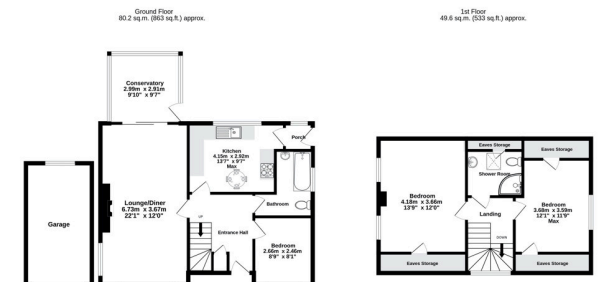 Ground Floor
80.2 sq.m. (863 sq.ft.) approx.
1st Floor
49.6 sq.m. (533 sq.ft.) approx.
Conservatory
2.99m x 2.91m
9'10" x 9'7"
Kitchen
4.15m x 2.92m
13'7" x 9'7"
Max
Porch
Lounge/Diner
6.73m x 3.67m
22'1" x 12'0"
Garage
UP
Bathroom
Entrance Hall
Bedroom
2.66m x 2.46m
8'9" x 8'1"
Eaves Storage
Eaves Storage
Shower Room
Bedroom
4.18m x 3.66m
13'9" x 12'0"
Landing
Bedroom
3.68m x 3.59m
12'1" x 11'9"
Max
DOWN
Eaves Storage
Eaves Storage